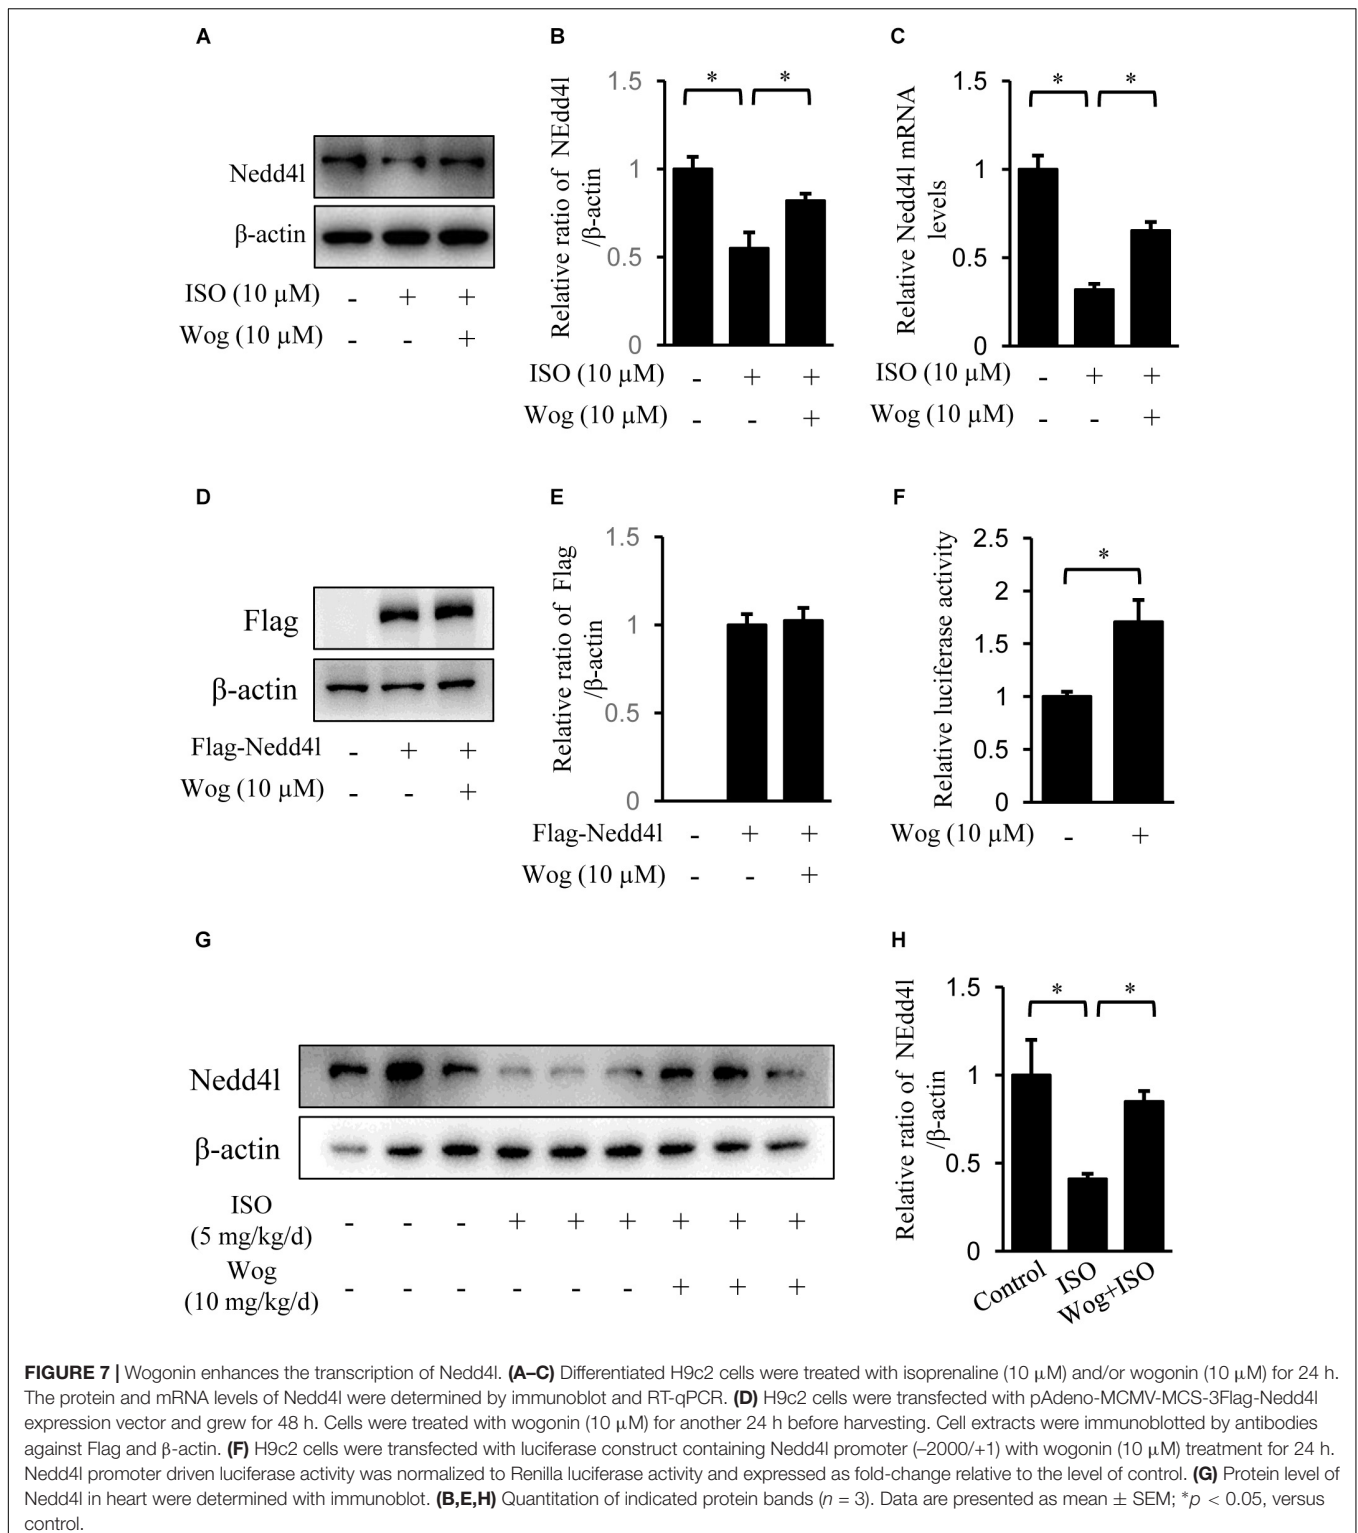 A
Nedd4l
β-actin
ISO (10 μM) - + +
Wog (10 μM) - - +
B
Relative ratio of NEdd4l
/β-actin
1.5
1
0.5
0
* *
ISO (10 μM) - + +
Wog (10 μM) - - +
C
Relative Nedd4l mRNA
levels
1.5
1
0.5
0
* *
ISO (10 μM) - + +
Wog (10 μM) - - +
D
Flag
β-actin
Flag-Nedd4l - + +
Wog (10 μM) - - +
E
Relative ratio of Flag
/β-actin
1.5
1
0.5
0
Flag-Nedd4l - + +
Wog (10 μM) - - +
F
Relative luciferase activity
2.5
2
1.5
1
0.5
0
*
Wog (10 μM) - +
G
Nedd4l
β-actin
ISO
(5 mg/kg/d) - - - + + + + + +
Wog
(10 mg/kg/d) - - - - - - + + +
H
Relative ratio of NEdd4l
/β-actin
1.5
1
0.5
0
* *
Control ISO Wog+ISO
FIGURE 7 | Wogonin enhances the transcription of Nedd4l. (A–C) Differentiated H9c2 cells were treated with isoprenaline (10 μM) and/or wogonin (10 μM) for 24 h.
The protein and mRNA levels of Nedd4l were determined by immunoblot and RT-qPCR. (D) H9c2 cells were transfected with pAdeno-MCMV-MCS-3Flag-Nedd4l
expression vector and grew for 48 h. Cells were treated with wogonin (10 μM) for another 24 h before harvesting. Cell extracts were immunoblotted by antibodies
against Flag and β-actin. (F) H9c2 cells were transfected with luciferase construct containing Nedd4l promoter (–2000/+1) with wogonin (10 μM) treatment for 24 h.
Nedd4l promoter driven luciferase activity was normalized to Renilla luciferase activity and expressed as fold-change relative to the level of control. (G) Protein level of
Nedd4l in heart were determined with immunoblot. (B,E,H) Quantitation of indicated protein bands (n = 3). Data are presented as mean ± SEM; *p < 0.05, versus
control.